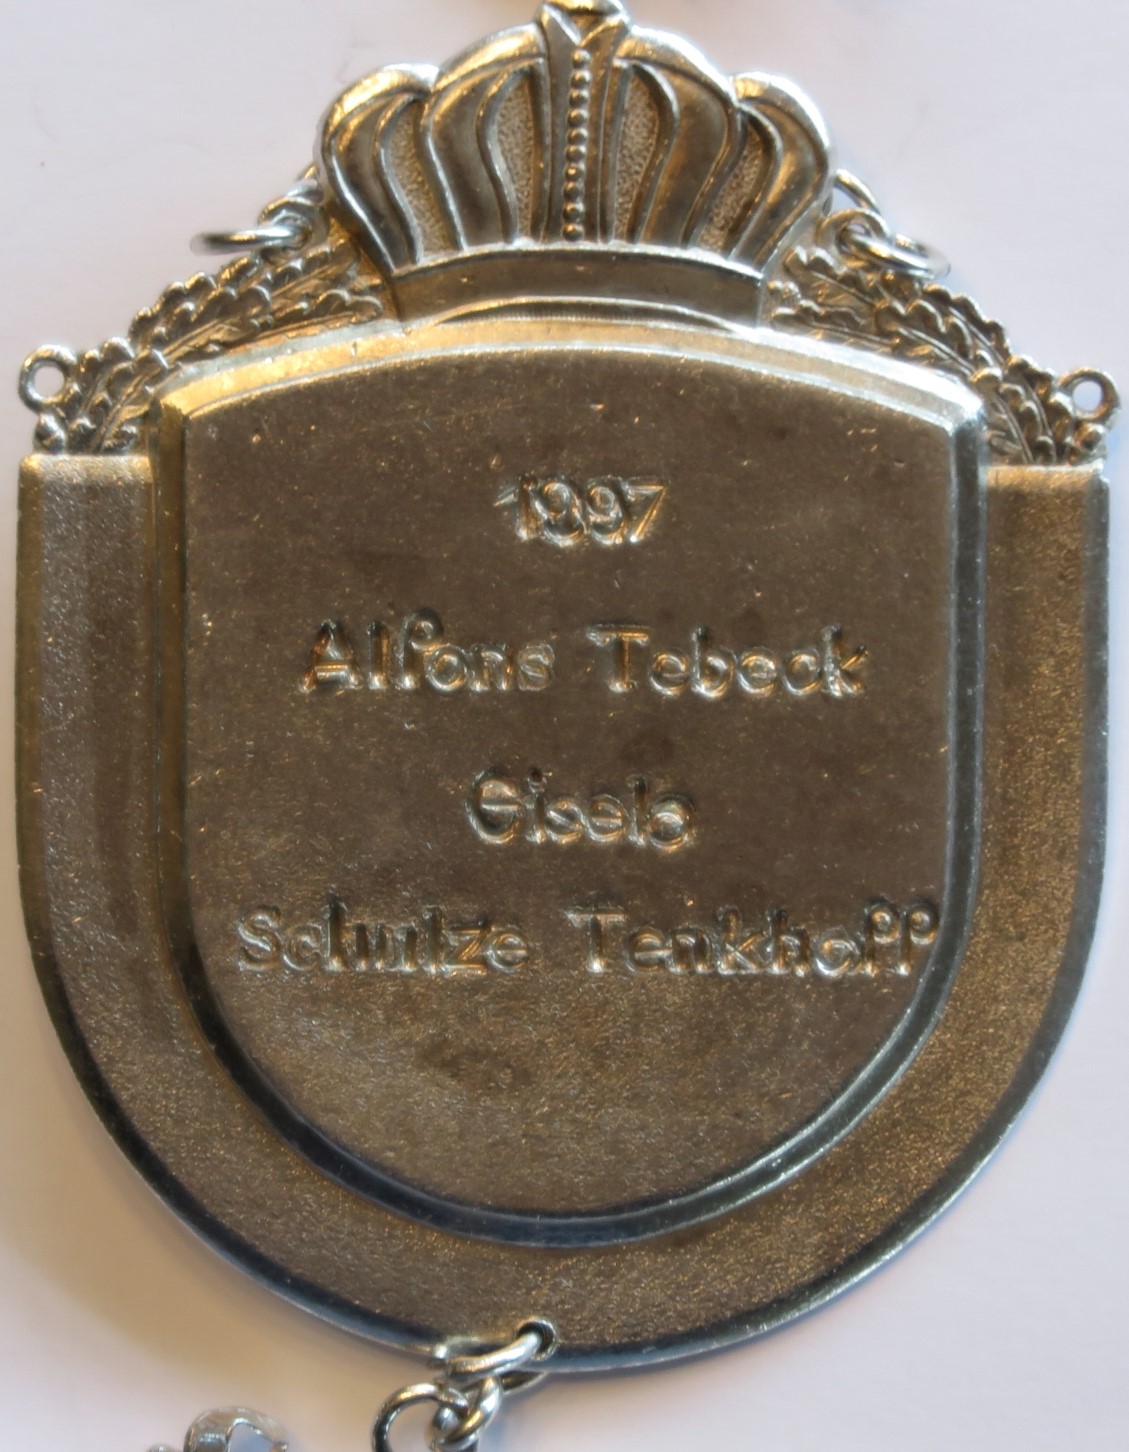 1997
Alfons Tebeck
Gisela
Schulze Tenkhoff